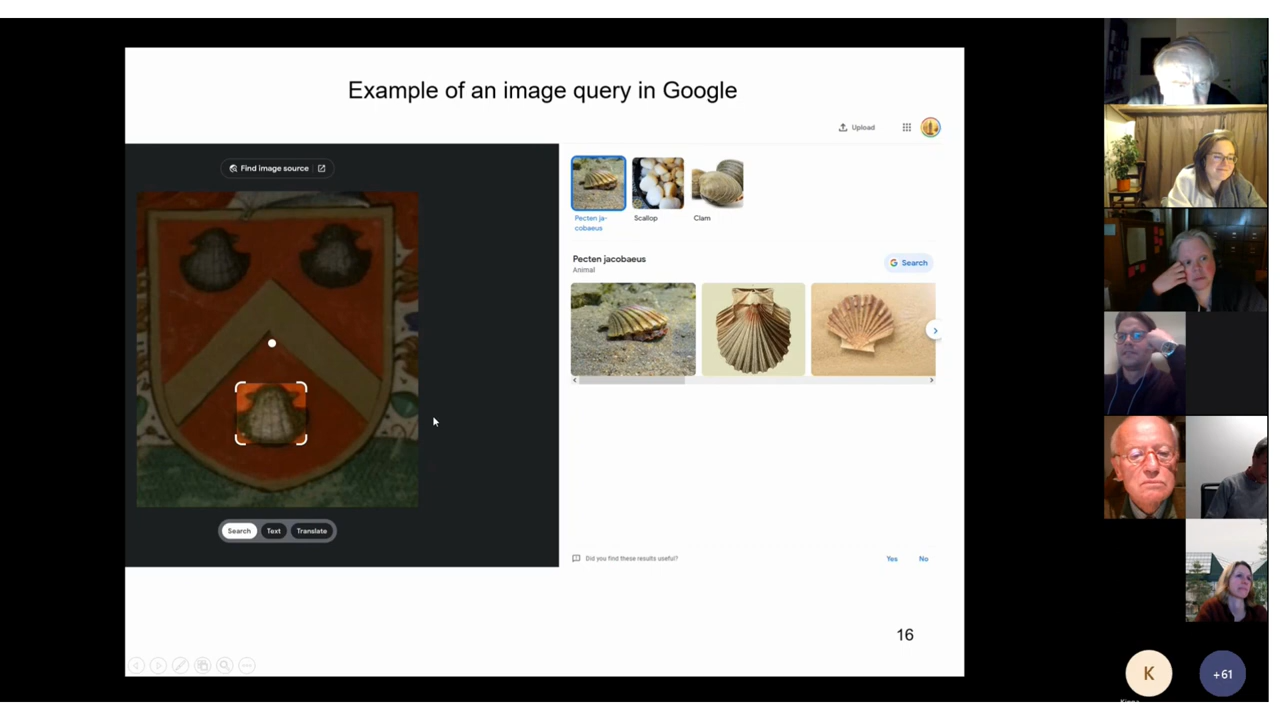 Example of an image query in Google
Upload
Find image source
Pecten ja-
cobaeus
Scallop
Clam
Pecten jacobaeus
Animal
Search
Search
Text
Translate
Did you find these results useful?
Yes
No
16
K
+61